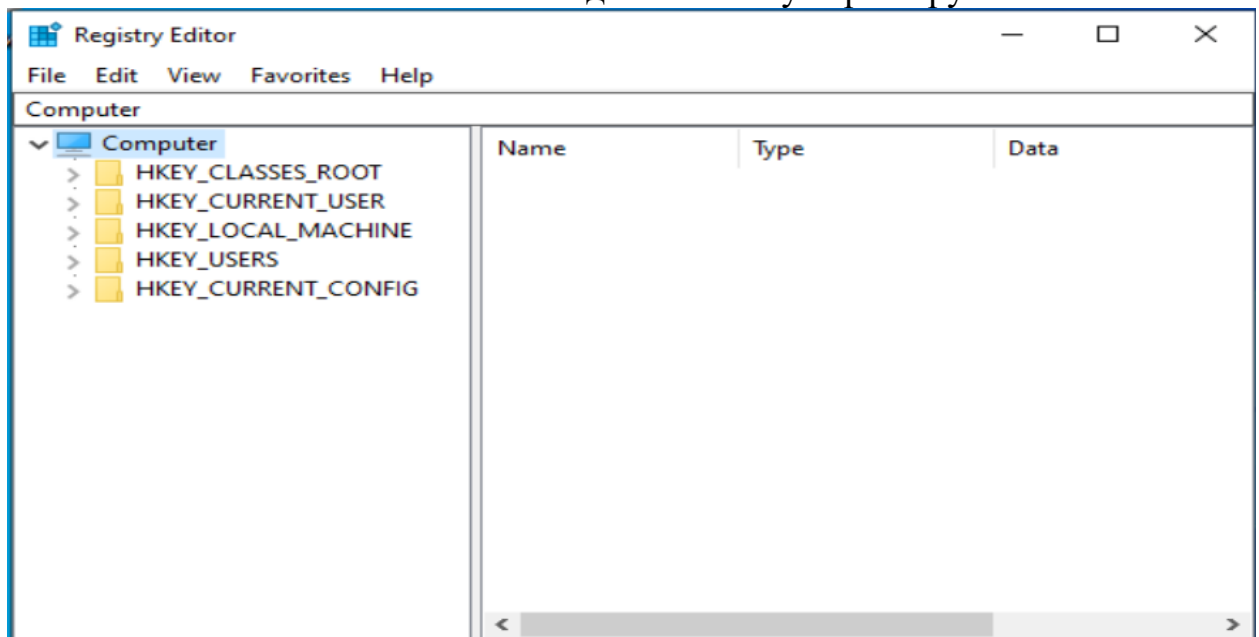 Registry Editor
File Edit View Favorites Help
Computer
Computer
Name Type Data
HKEY_CLASSES_ROOT
HKEY_CURRENT_USER
HKEY_LOCAL_MACHINE
HKEY_USERS
HKEY_CURRENT_CONFIG